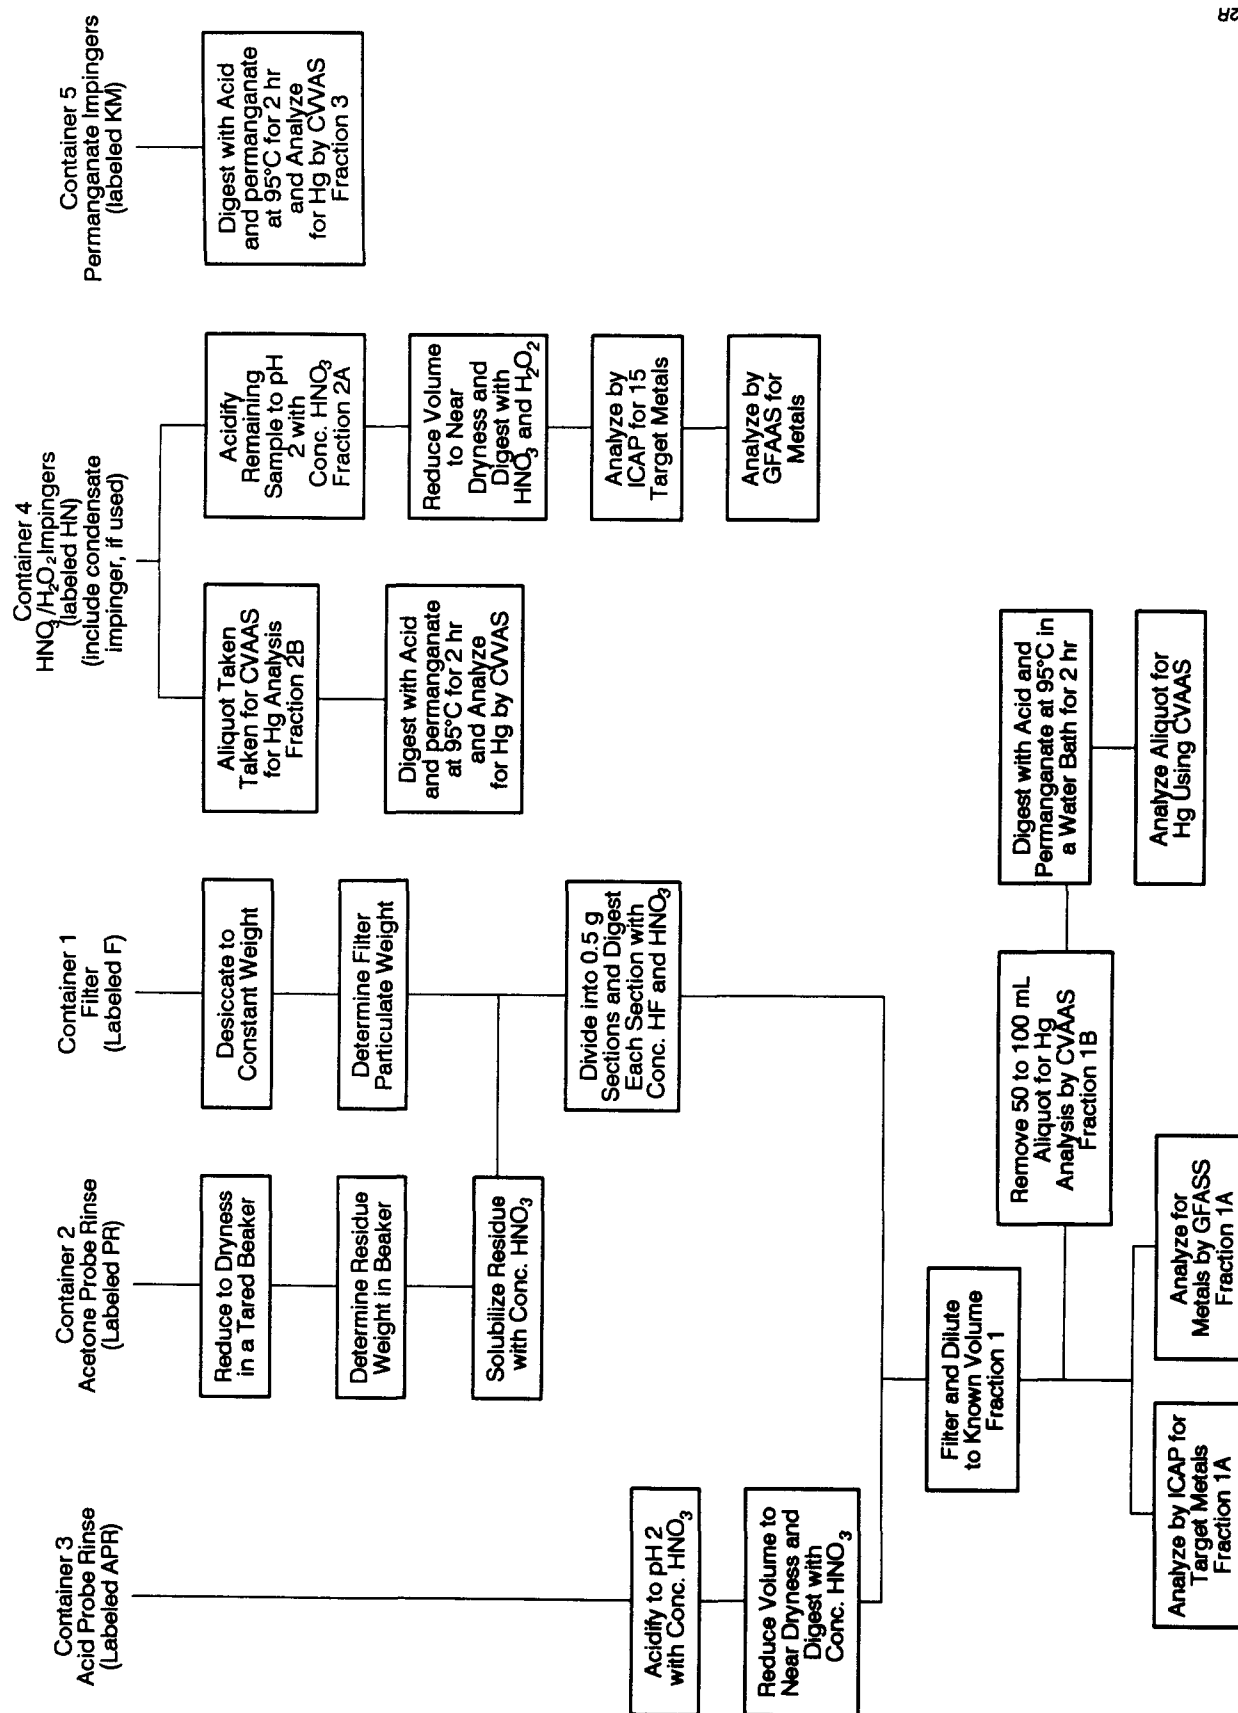 Container 3
Acid Probe Rinse
(Labeled APR)
Acidify to pH 2
with Conc. HNO3
Reduce Volume to
Near Dryness and
Digest with
Conc. HNO3
Container 2
Acetone Probe Rinse
(Labeled PR)
Reduce to Dryness
in a Tared Beaker
Determine Residue
Weight in Beaker
Solubilize Residue
with Conc. HNO3
Container 1
Filter
(Labeled F)
Desiccate to
Constant Weight
Determine Filter
Particulate Weight
Divide into 0.5 g
Sections and Digest
Each Section with
Conc. HF and HNO3
Filter and Dilute
to Known Volume
Fraction 1
Analyze by ICAP for
Target Metals
Fraction 1A
Analyze for
Metals by GFASS
Fraction 1A
Remove 50 to 100 mL
Aliquot for Hg
Analysis by CVAAS
Fraction 1B
Digest with Acid and
Permanganate at 95°C in
a Water Bath for 2 hr
Analyze Aliquot for
Hg Using CVAAS
Container 4
HNO3/H2O2 Impingers
(labeled HN)
(include condensate
impinger, if used)
Aliquot Taken
Taken for CVAAS
for Hg Analysis
Fraction 2B
Digest with Acid
and permanganate
at 95°C for 2 hr
and Analyze
for Hg by CVVAS
Acidify
Remaining
Sample to pH
2 with
Conc. HNO3
Fraction 2A
Reduce Volume
to Near
Dryness and
Digest with
HNO3 and H2O2
Analyze by
ICAP for 15
Target Metals
Analyze by
GFAAS for
Metals
Container 5
Permanganate Impingers
(labeled KM)
Digest with Acid
and permanganate
at 95°C for 2 hr
and Analyze
for Hg by CVVAS
Fraction 3